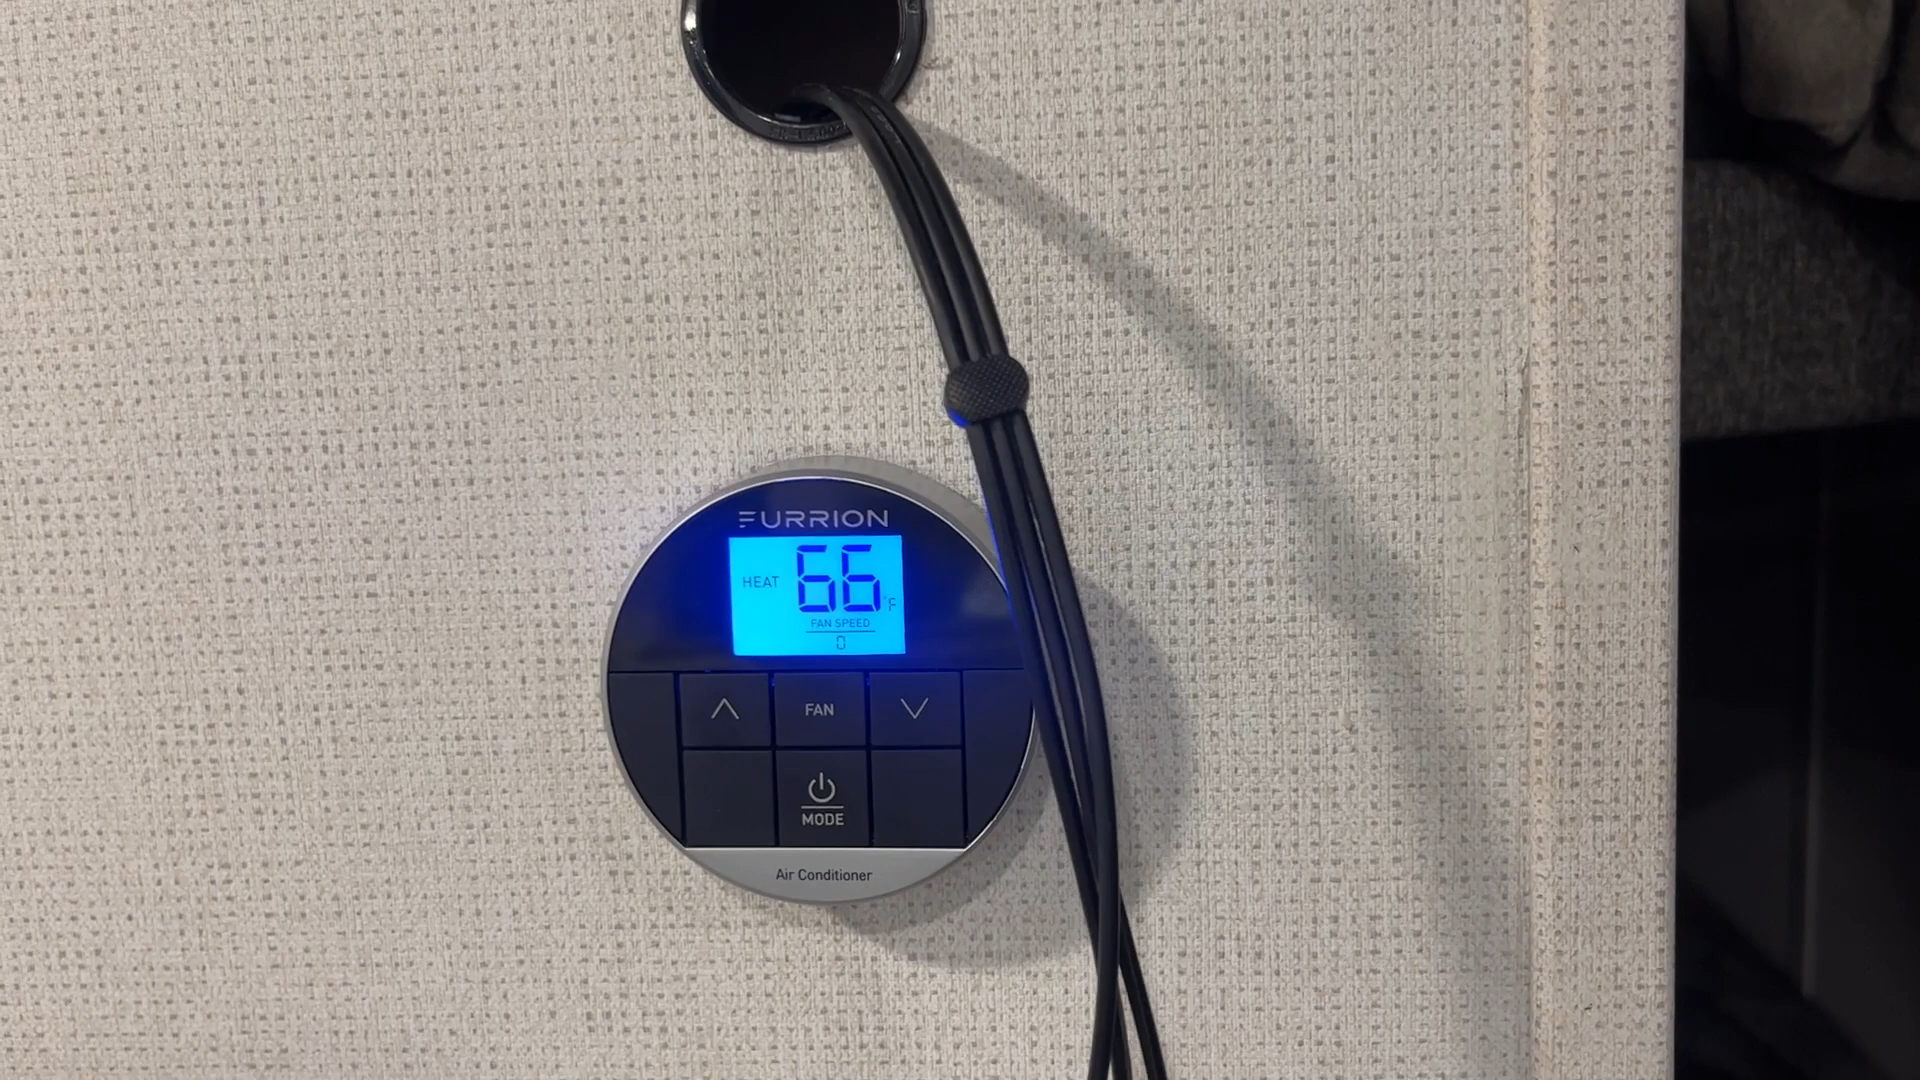 FURRION
HEAT 66 °F
FAN SPEED
0
FAN
MODE
Air Conditioner